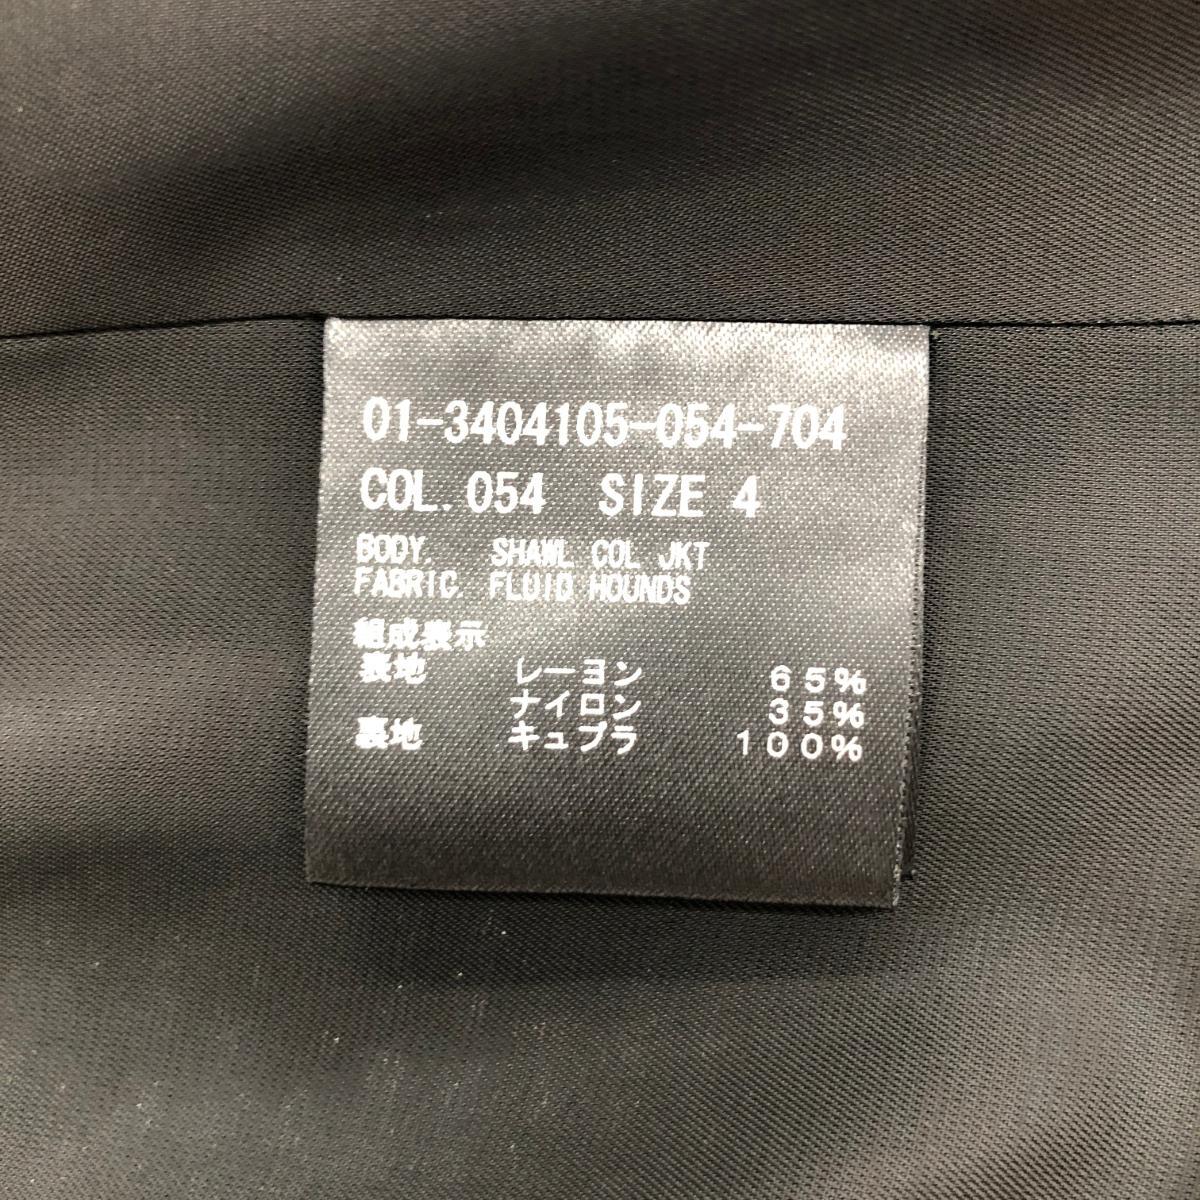 01-3404105-054-704
COL. 054 SIZE 4
BODY. SHAWL COL JKT
FABRIC. FLUID HOUNDS
組成表示
表地 レーヨン 65%
ナイロン 35%
裏地 キュプラ 100%